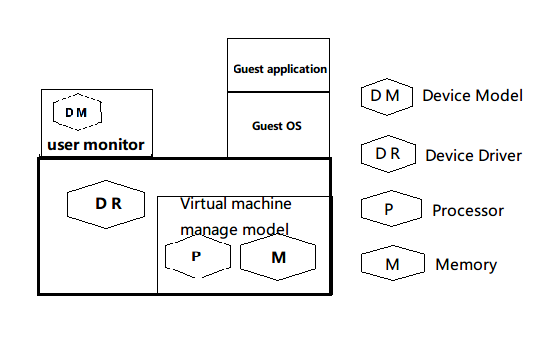 Guest application
D M
user monitor
Guest OS
D R
Virtual machine
manage model
P
M
D M Device Model
D R Device Driver
P Processor
M Memory